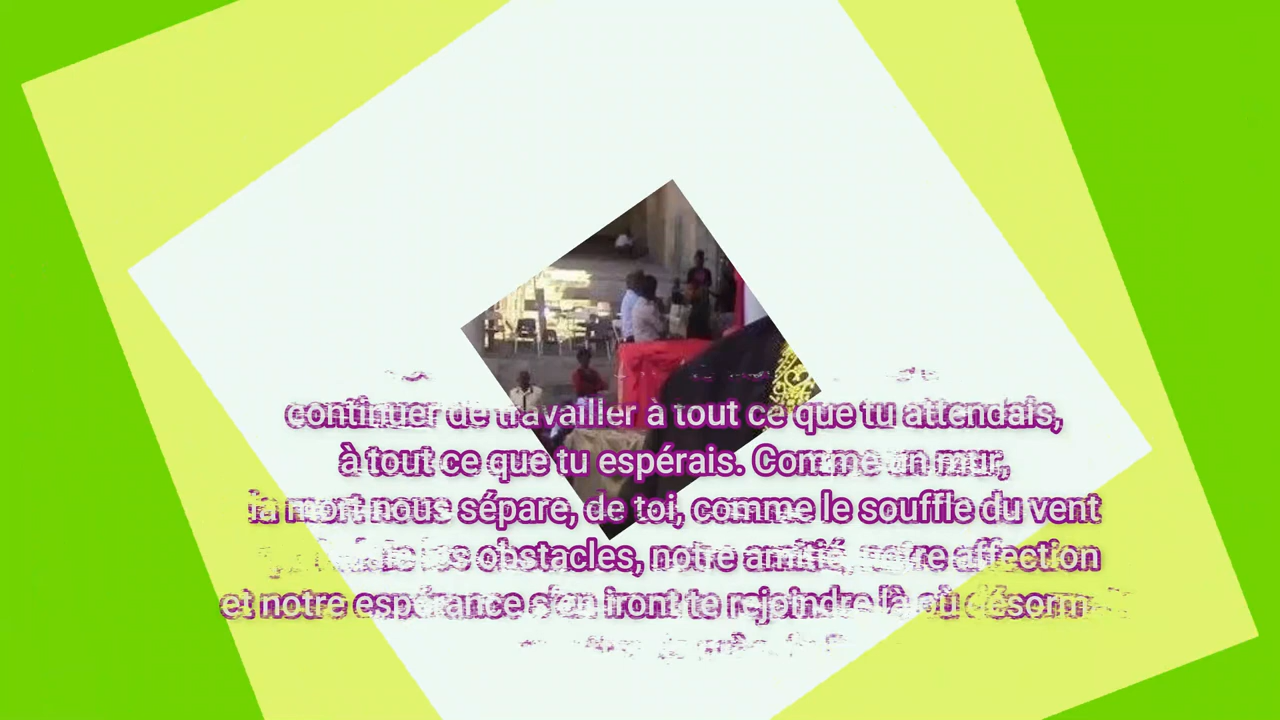 continuer de travailler à tout ce que tu attendais,
à tout ce que tu espérais. Comme un mur,
la mort nous sépare, de toi, comme le souffle du vent
les obstacles, notre amitié, notre affection
et notre espérance s'en iront te rejoindre là où